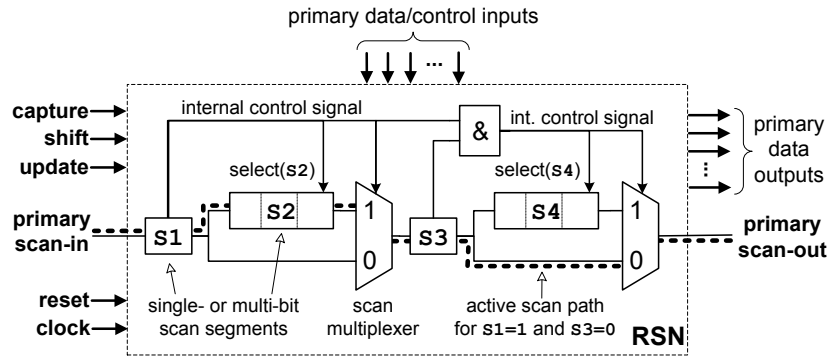 primary data/control inputs
...
capture
shift
update
internal control signal
&
int. control signal
primary
data
outputs
...
select(S2)
select(S4)
primary
scan-in
S1
S2
1
0
S3
S4
1
0
primary
scan-out
reset
clock
single- or multi-bit
scan segments
scan
multiplexer
active scan path
for S1=1 and S3=0
RSN